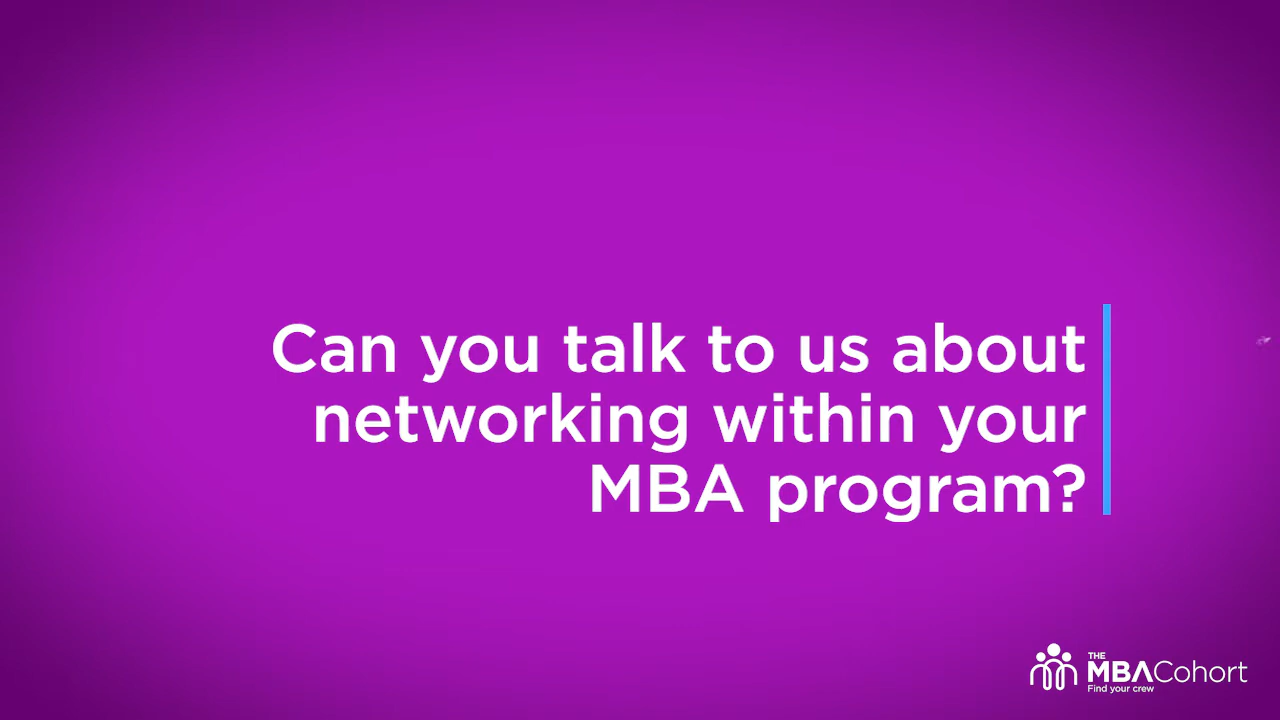 Can you talk to us about
networking within your
MBA program?
THE
MBACohort
Find your crew